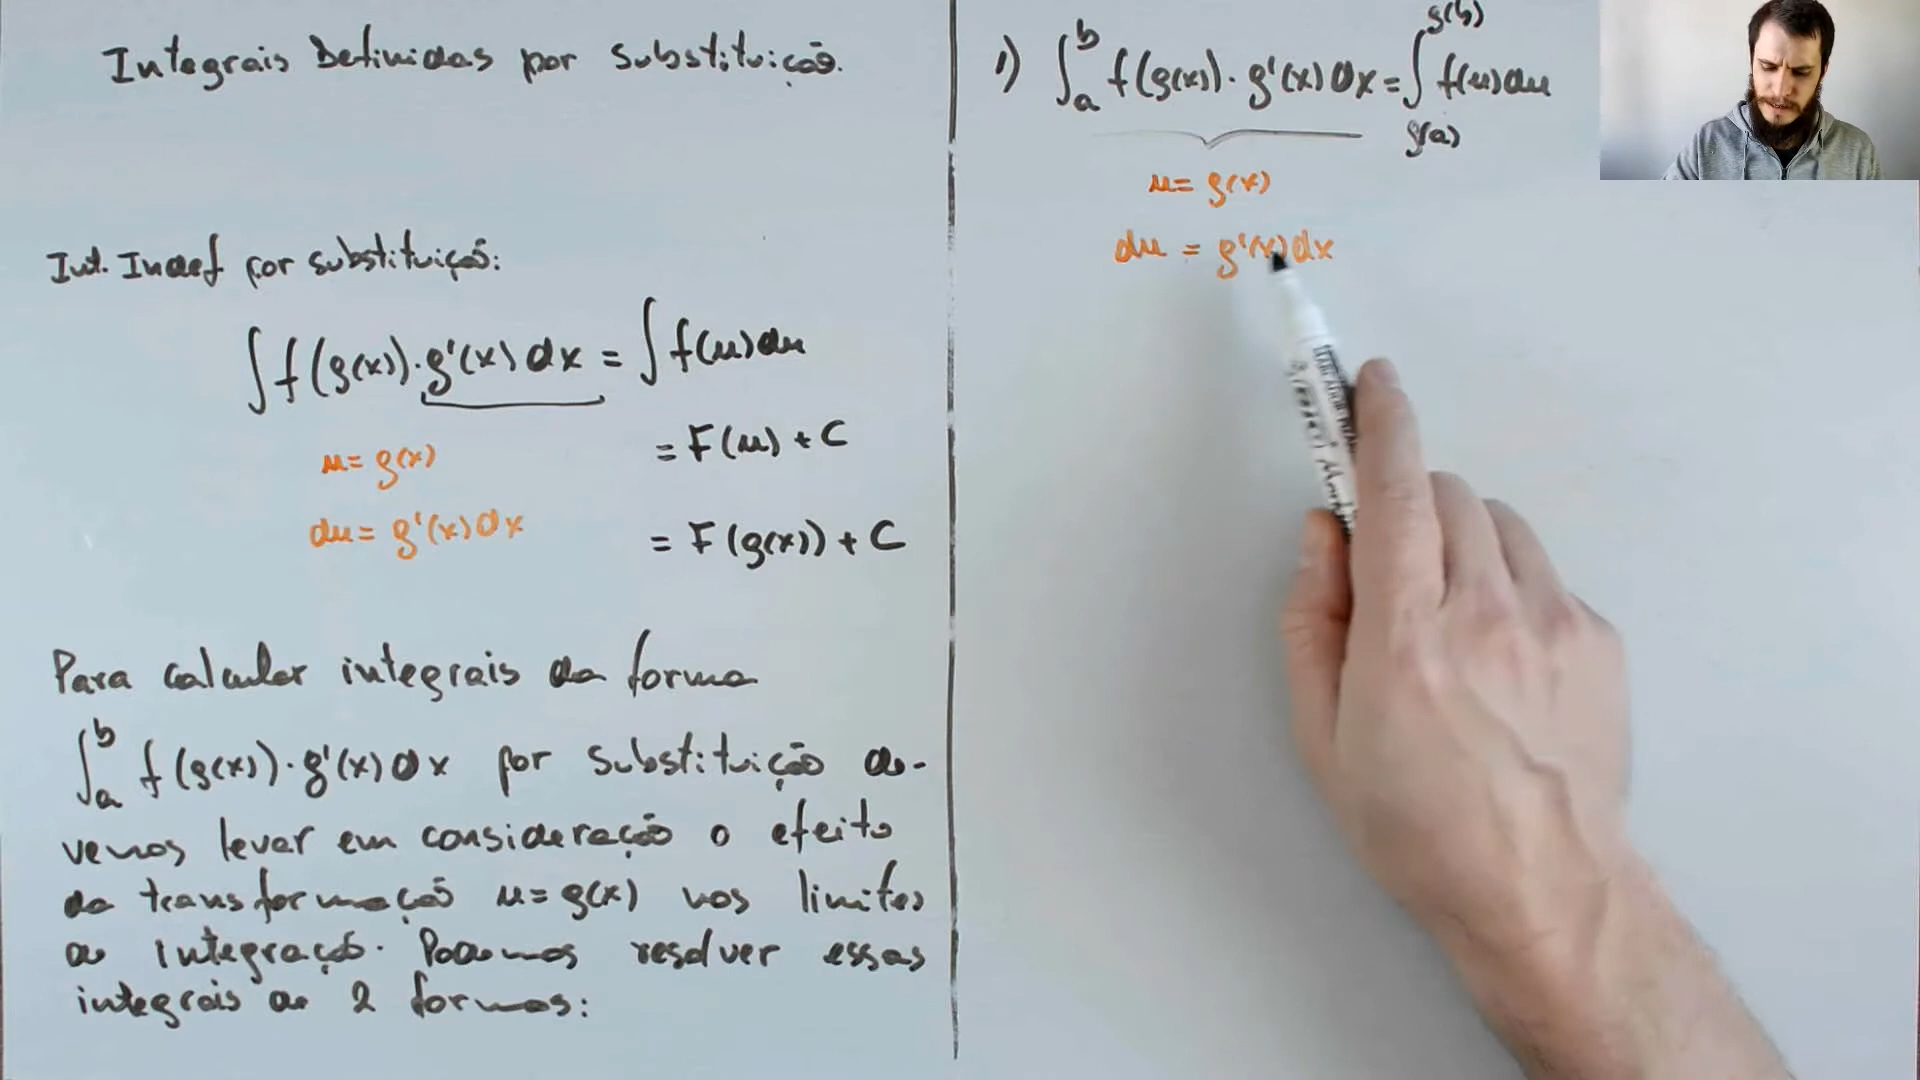 Integrais Definidas por substituição.
Int. Indef por substituição:
∫ f(g(x)).g'(x) dx = ∫ f(u)du
= F(u) + C
u= g(x)
du= g'(x)dx
= F(g(x)) + C
Para calcular integrais da forma
∫ₐᵇ f(g(x)).g'(x)dx por substituição de-
vemos levar em consideração o efeito
da transformação u= g(x) nos limites
de integração. Podemos resolver essas
integrais de 2 formas:
1) ∫ₐᵇ f(g(x)).g'(x)dx = ∫ g(b) g(a) f(u)du
u= g(x)
du = g'(x)dx